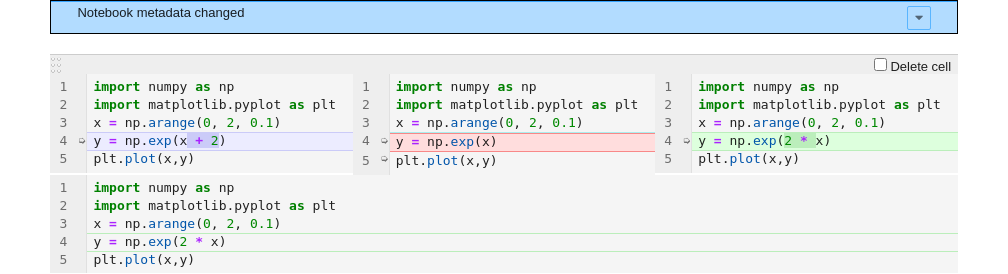 Notebook metadata changed
Delete cell
1 import numpy as np
2 import matplotlib.pyplot as plt
3 x = np.arange(0, 2, 0.1)
4 y = np.exp(x + 2)
5 plt.plot(x,y)
1 import numpy as np
2 import matplotlib.pyplot as plt
3 x = np.arange(0, 2, 0.1)
4 y = np.exp(x)
5 plt.plot(x,y)
1 import numpy as np
2 import matplotlib.pyplot as plt
3 x = np.arange(0, 2, 0.1)
4 y = np.exp(2 * x)
5 plt.plot(x,y)
1 import numpy as np
2 import matplotlib.pyplot as plt
3 x = np.arange(0, 2, 0.1)
4 y = np.exp(2 * x)
5 plt.plot(x,y)